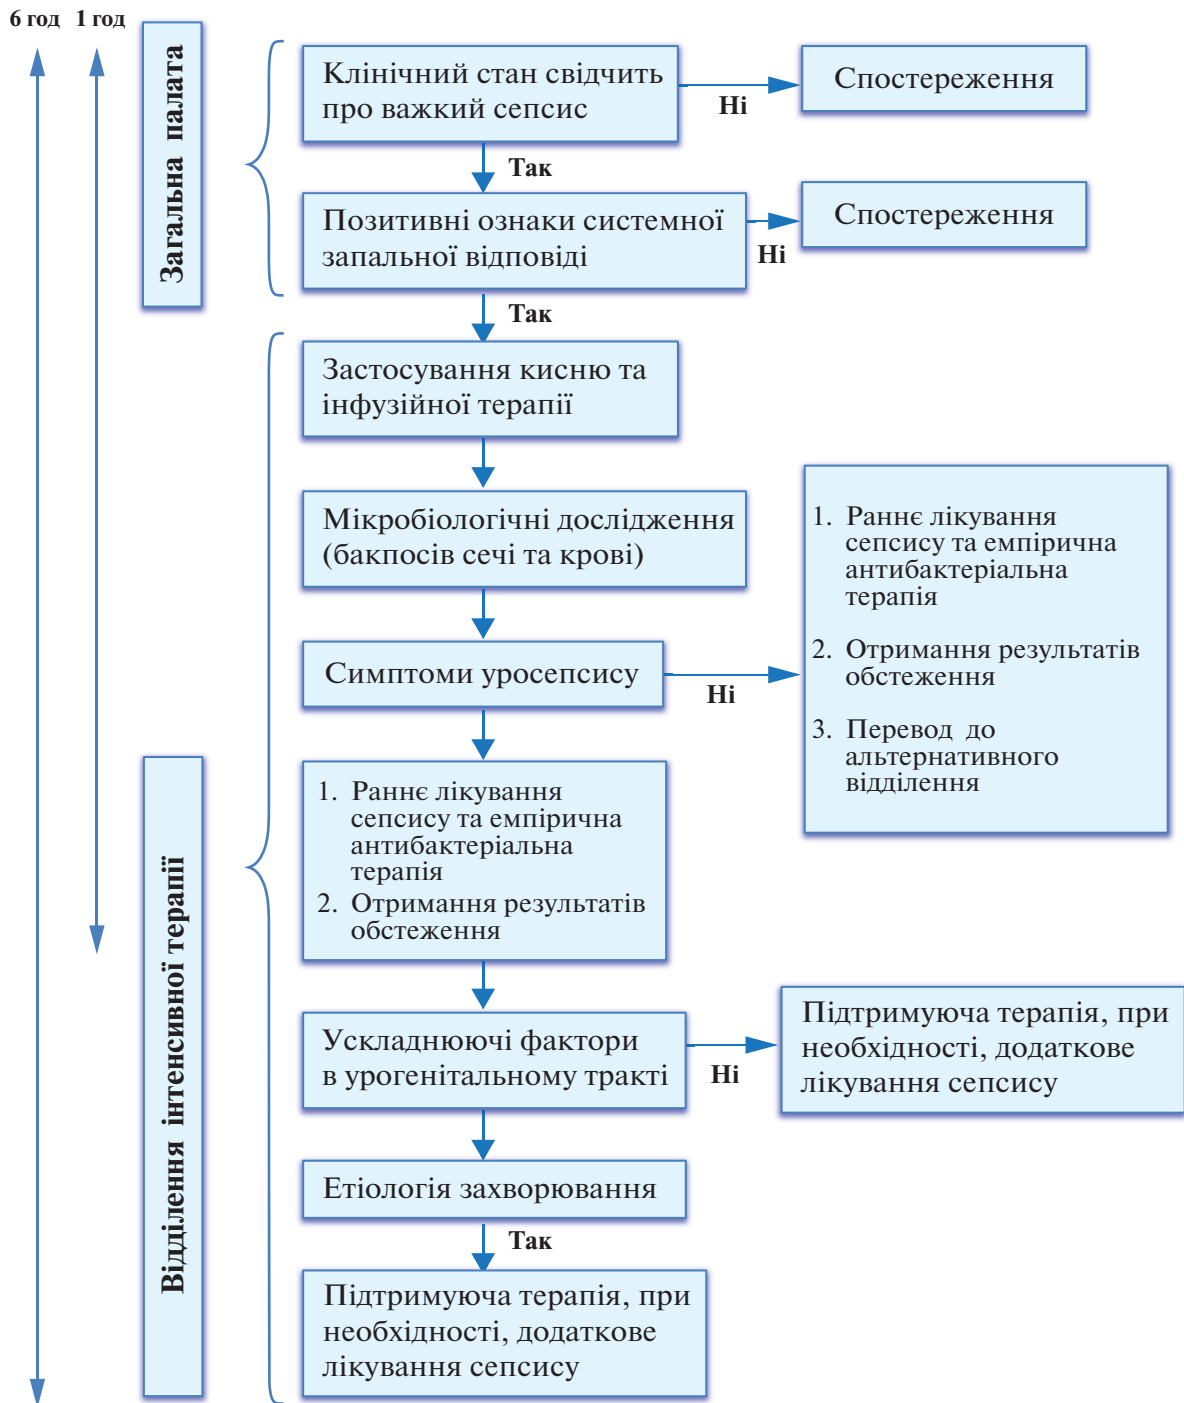 6 год 1 год
Загальна палата
Клінічний стан свідчить
про важкий сепсис
Ні
Спостереження
Так
Позитивні ознаки системної
запальної відповіді
Ні
Спостереження
Так
Відділення інтенсивної терапії
Застосування кисню та
інфузійної терапії
Мікробіологічні дослідження
(бакпосів сечі та крові)
Симптоми уросепсису
Ні
1. Раннє лікування
сепсису та емпірична
антибактеріальна
терапія
2. Отримання результатів
обстеження
3. Перевод до
альтернативного
відділення
1. Раннє лікування
сепсису та емпірична
антибактеріальна
терапія
2. Отримання результатів
обстеження
Ускладнюючі фактори
в урогенітальному тракті
Ні
Підтримуюча терапія, при
необхідності, додаткове
лікування сепсису
Етіологія захворювання
Так
Підтримуюча терапія, при
необхідності, додаткове
лікування сепсису